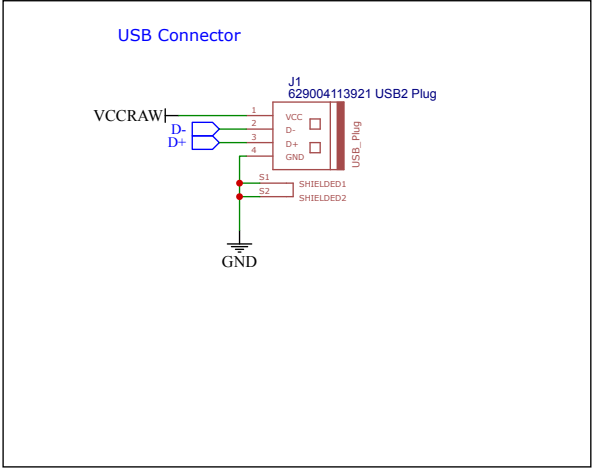 USB Connector
J1
629004113921 USB2 Plug
VCCRAW
1
VCC
D-
2
D-
D+
3
D+
4
GND
USB_Plug
S1
SHIELDED1
S2
SHIELDED2
GND